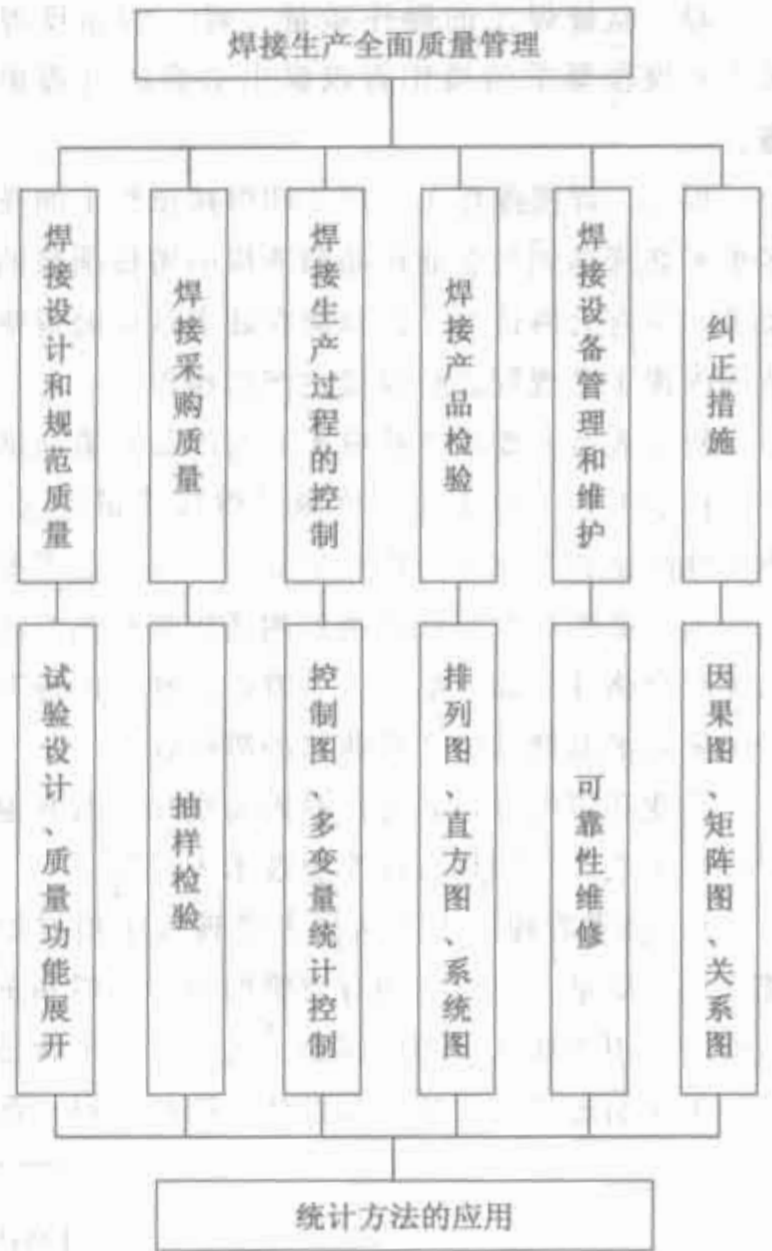 焊接生产全面质量管理
焊接设计和规范质量
焊接采购质量
焊接生产过程的控制
焊接产品检验
焊接设备管理和维护
纠正措施
试验设计、质量功能展开
抽样检验
控制图、多变量统计控制
排列图、直方图、系统图
可靠性维修
因果图、矩阵图、关系图
统计方法的应用